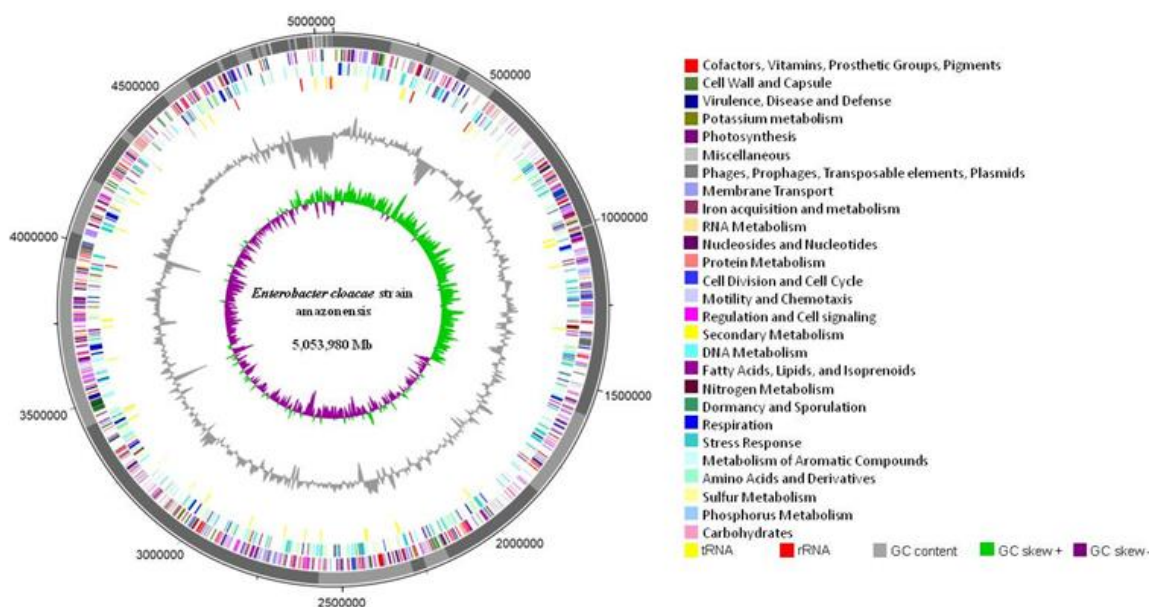 5000000
500000
1000000
1500000
2000000
2500000
3000000
3500000
4000000
4500000
Enterobacter cloacae strain
amazonensis
5,053,980 Mb
Cofactors, Vitamins, Prosthetic Groups, Pigments
Cell Wall and Capsule
Virulence, Disease and Defense
Potassium metabolism
Photosynthesis
Miscellaneous
Phages, Prophages, Transposable elements, Plasmids
Membrane Transport
Iron acquisition and metabolism
RNA Metabolism
Nucleosides and Nucleotides
Protein Metabolism
Cell Division and Cell Cycle
Motility and Chemotaxis
Regulation and Cell signaling
Secondary Metabolism
DNA Metabolism
Fatty Acids, Lipids, and Isoprenoids
Nitrogen Metabolism
Dormancy and Sporulation
Respiration
Stress Response
Metabolism of Aromatic Compounds
Amino Acids and Derivatives
Sulfur Metabolism
Phosphorus Metabolism
Carbohydrates
tRNA rRNA GC content GC skew + GC skew -